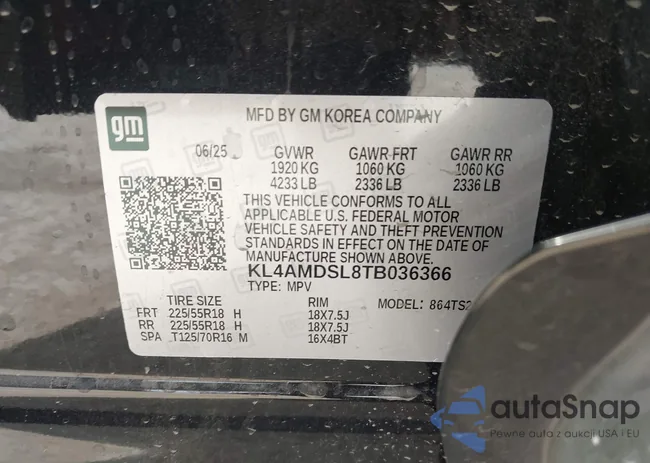 gm
MFD BY GM KOREA COMPANY
06/25 GVWR GAWR FRT GAWR RR
1920 KG 1060 KG 1060 KG
4233 LB 2336 LB 2336 LB
THIS VEHICLE CONFORMS TO ALL
APPLICABLE U.S. FEDERAL MOTOR
VEHICLE SAFETY AND THEFT PREVENTION
STANDARDS IN EFFECT ON THE DATE OF
MANUFACTURE SHOWN ABOVE.
KL4AMDSL8TB036366
TYPE: MPV
TIRE SIZE RIM MODEL: 864TS2
FRT 225/55R18 H 18X7.5J
RR 225/55R18 H 18X7.5J
SPA T125/70R16 M 16X4BT
autaSnap
Pewne auto z aukcji USA i EU